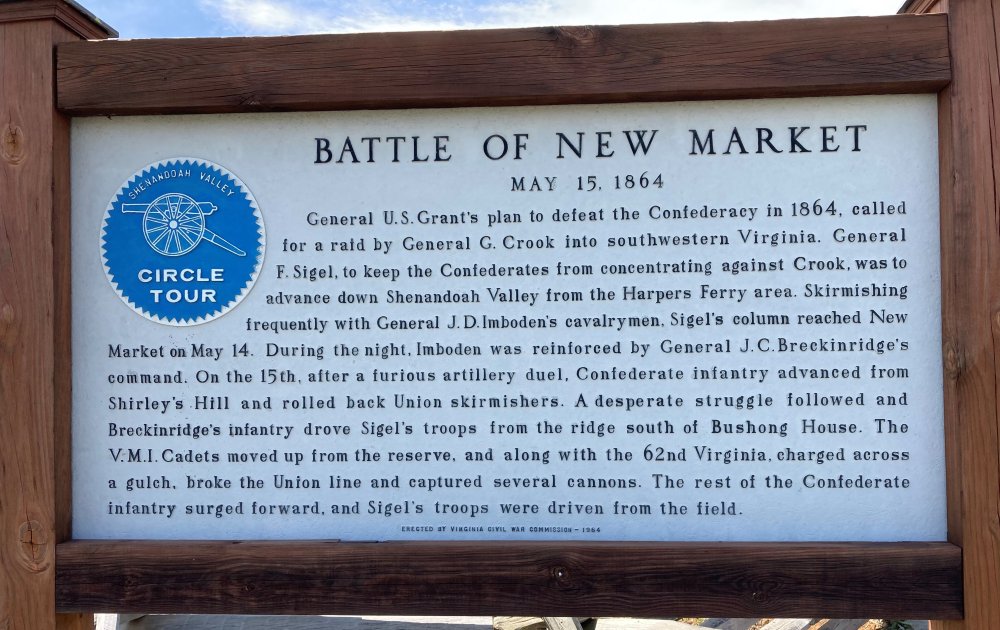 BATTLE OF NEW MARKET
MAY 15, 1864
SHENANDOAH VALLEY
CIRCLE
TOUR
General U.S. Grant's plan to defeat the Confederacy in 1864, called
for a raid by General G. Crook into southwestern Virginia. General
F. Sigel, to keep the Confederates from concentrating against Crook, was to
advance down Shenandoah Valley from the Harpers Ferry area. Skirmishing
frequently with General J.D. Imboden's cavalrymen, Sigel's column reached New
Market on May 14. During the night, Imboden was reinforced by General J.C. Breckinridge's
command. On the 15th, after a furious artillery duel, Confederate infantry advanced from
Shirley's Hill and rolled back Union skirmishers. A desperate struggle followed and
Breckinridge's infantry drove Sigel's troops from the ridge south of Bushong House. The
V.M.I. Cadets moved up from the reserve, and along with the 62nd Virginia, charged across
a gulch, broke the Union line and captured several cannons. The rest of the Confederate
infantry surged forward, and Sigel's troops were driven from the field.
ERECTED BY VIRGINIA CIVIL WAR COMMISSION - 1964